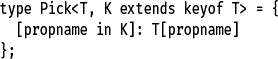 type Pick<T, K extends keyof T> = {
  [propname in K]: T[propname]
};